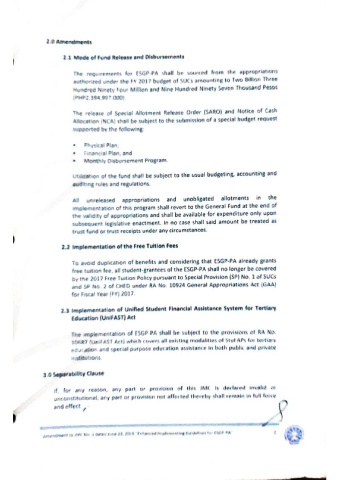 2.0 Amendments
2.1 Mode of Fund Release and Disbursements
The requirements for ESGP-PA shall be sourced from the appropriations
authorized under the FY 2017 budget of SUCs amounting to Two Billion Three
Hundred Ninety Four Million and Nine Hundred Ninety Seven Thousand Pesos
(PHP2,394,997,000)
The release of Special Allotment Release Order (SARO) and Notice of Cash
Allocation (NCA) shall be subject to the submission of a special budget request
supported by the following:
• Physical Plan;
• Financial Plan; and
• Monthly Disbursement Program.
Utilization of the fund shall be subject to the usual budgeting, accounting and
auditing rules and regulations.
All unreleased appropriations and unobligated allotments in the
implementation of this program shall revert to the General Fund at the end of
the validity of appropriations and shall be available for expenditure only upon
subsequent legislative enactment. In no case shall said amount be treated as
trust fund or trust receipts under any circumstances.
2.2 Implementation of the Free Tuition Fees
To avoid duplication of benefits and considering that ESGP-PA already grants
free tuition fee, all student-grantees of the ESGP-PA shall no longer be covered
by the 2017 Free Tuition Policy pursuant to Special Provision (SP) No. 1 of SUCs
and SP No. 2 of CHED under RA No. 10924 General Appropriations Act (GAA)
for Fiscal Year (FY) 2017.
2.3 Implementation of Unified Student Financial Assistance System for Tertiary
Education (UniFAST) Act
The implementation of ESGP-PA shall be subject to the provisions of RA No.
10687 (UniFAST Act) which covers all existing modalities of StuFAPs for tertiary
education and special purpose education assistance in both public and private
institutions.
3.0 Separability Clause
If, for any reason, any part or provision of this JMC is declared invalid or
unconstitutional, any part or provision not affected thereby shall remain in full force
and effect.
Amendment to JMC No. 1 dated June 23, 2014 "Enhanced Implementing Guidelines for ESGP-PA
2